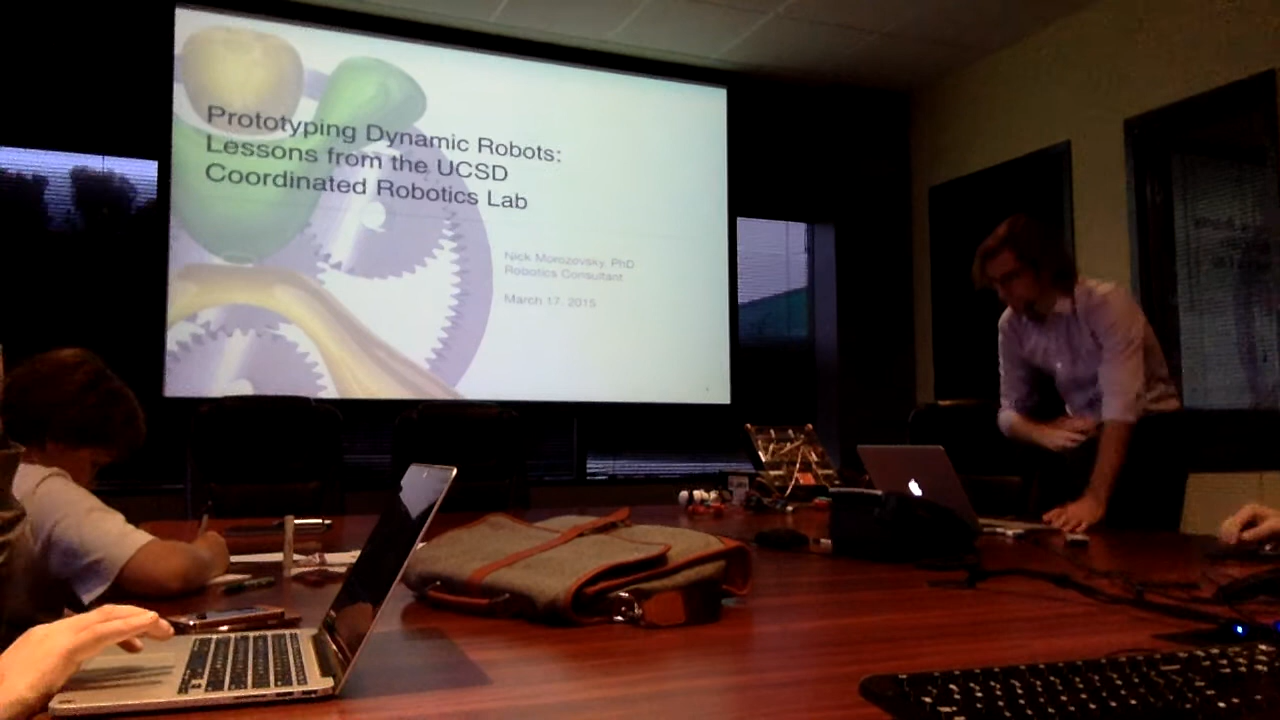 Prototyping Dynamic Robots:
Lessons from the UCSD
Coordinated Robotics Lab
Nick Morozovsky, PhD
Robotics Consultant
March 17, 2015